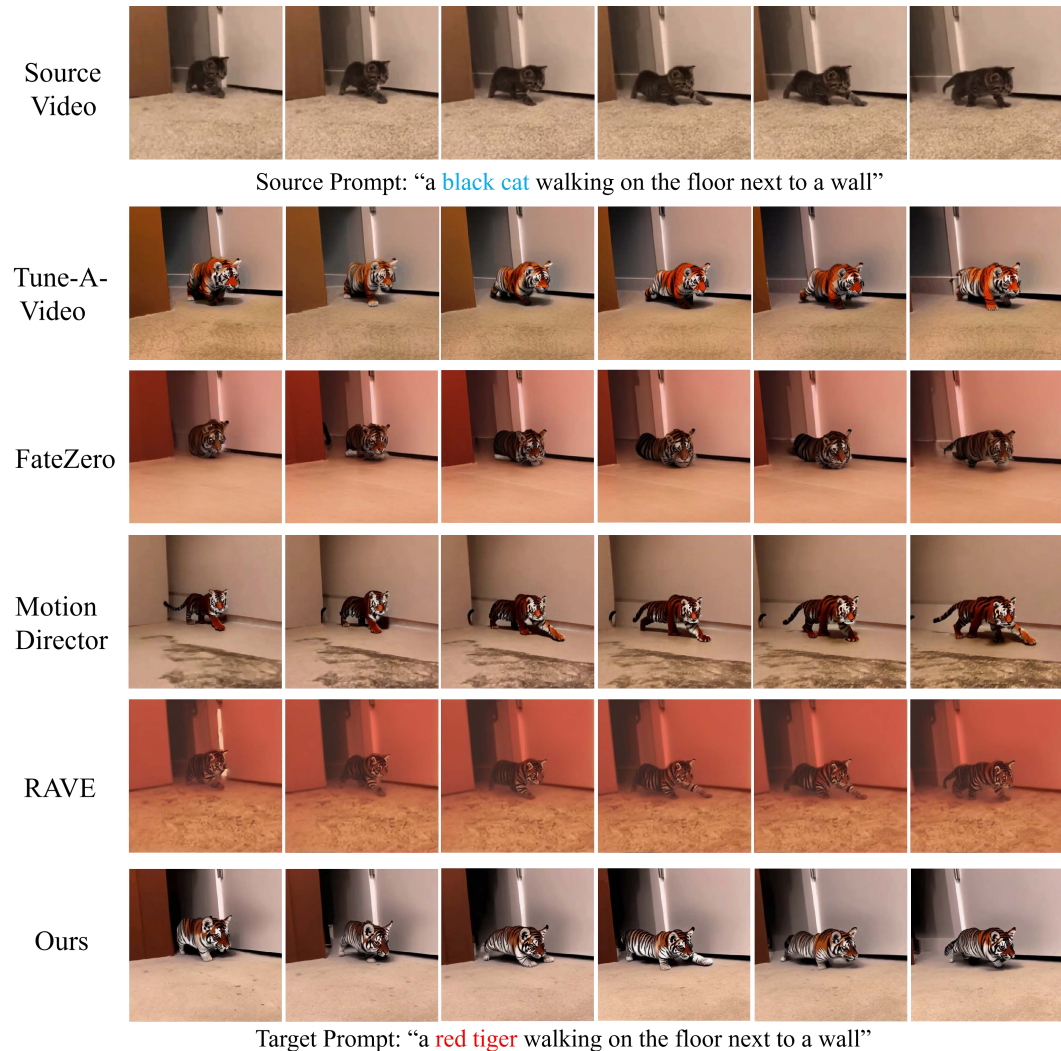 Source
Video
Source Prompt: “a black cat walking on the floor next to a wall”
Tune-A-
Video
FateZero
Motion
Director
RAVE
Ours
Target Prompt: “a red tiger walking on the floor next to a wall”